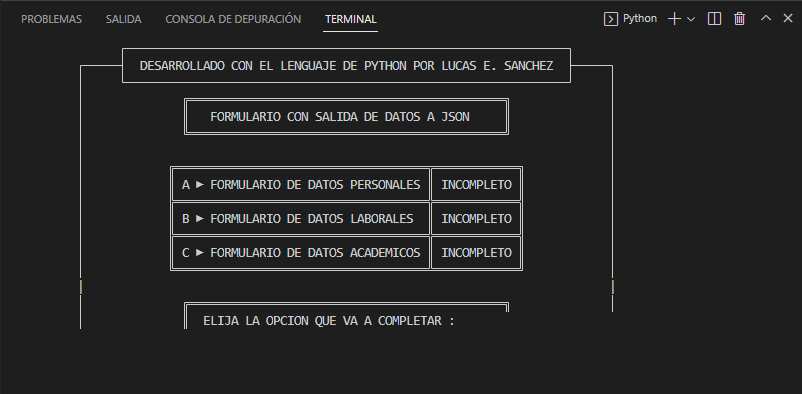 PROBLEMAS SALIDA CONSOLA DE DEPURACIÓN TERMINAL Python
DESARROLLADO CON EL LENGUAJE DE PYTHON POR LUCAS E. SANCHEZ
FORMULARIO CON SALIDA DE DATOS A JSON
A ► FORMULARIO DE DATOS PERSONALES INCOMPLETO
B ► FORMULARIO DE DATOS LABORALES INCOMPLETO
C ► FORMULARIO DE DATOS ACADEMICOS INCOMPLETO
ELIJA LA OPCION QUE VA A COMPLETAR :